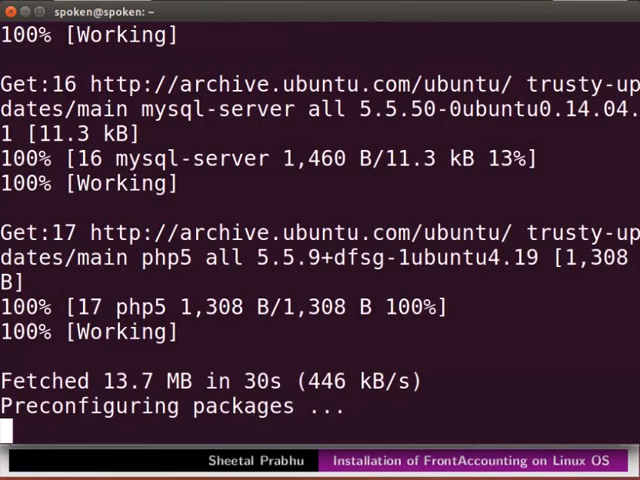 spoken@spoken: ~
100% [Working]
Get:16 http://archive.ubuntu.com/ubuntu/ trusty-up
dates/main mysql-server all 5.5.50-0ubuntu0.14.04.
1 [11.3 kB]
100% [16 mysql-server 1,460 B/11.3 kB 13%]
100% [Working]
Get:17 http://archive.ubuntu.com/ubuntu/ trusty-up
dates/main php5 all 5.5.9+dfsg-1ubuntu4.19 [1,308
B]
100% [17 php5 1,308 B/1,308 B 100%]
100% [Working]
Fetched 13.7 MB in 30s (446 kB/s)
Preconfiguring packages ...
Sheetal Prabhu Installation of FrontAccounting on Linux OS